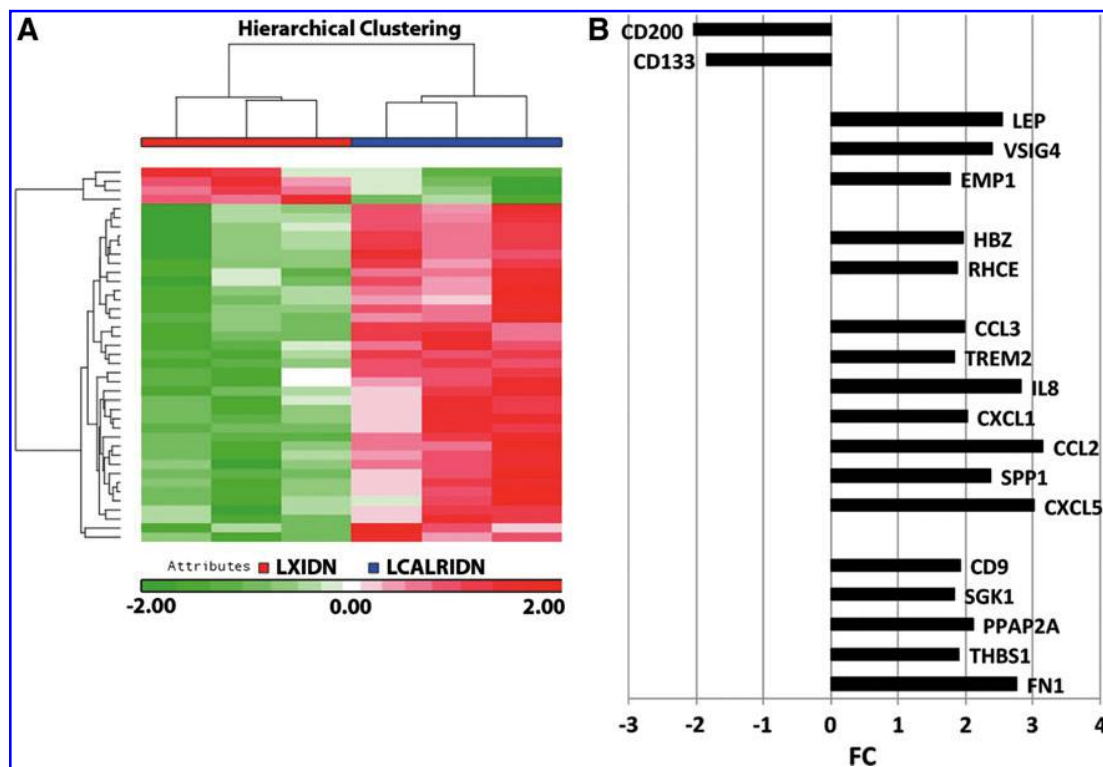 A
Hierarchical Clustering
Attributes LXIDN LCALRIDN
-2.00 0.00 2.00
B
CD200
CD133
LEP
VSIG4
EMP1
HBZ
RHCE
CCL3
TREM2
IL8
CXCL1
CCL2
SPP1
CXCL5
CD9
SGK1
PPAP2A
THBS1
FN1
-3 -2 -1 0 1 2 3 4
FC